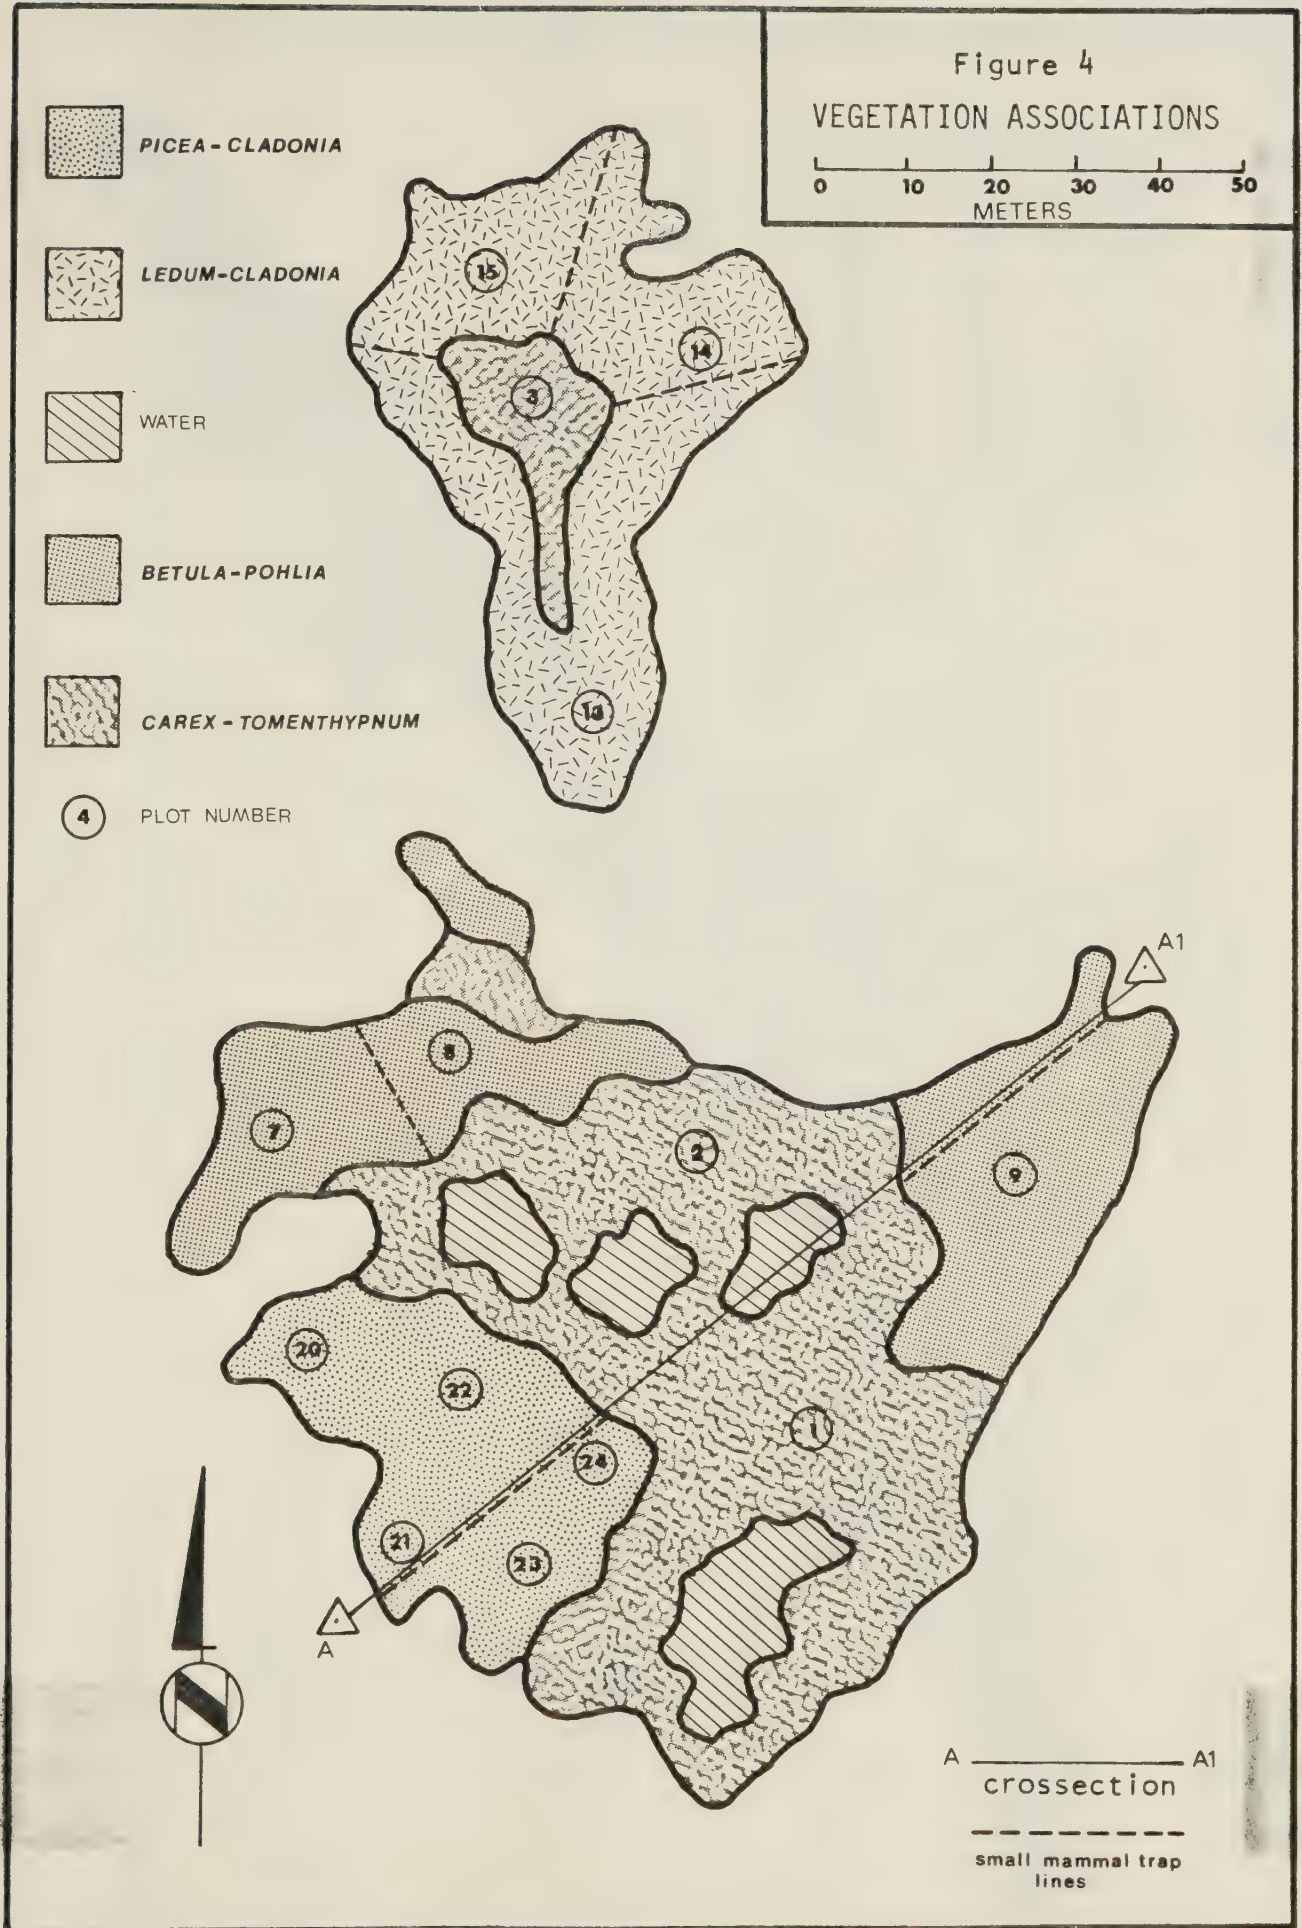 Figure 4
VEGETATION ASSOCIATIONS
0 10 20 30 40 50
METERS
PICEA-CLADONIA
LEDUM-CLADONIA
WATER
BETULA-POHLIA
CAREX-TOMENTHYPNUM
4 PLOT NUMBER
15
14
3
1a
A1
8
7
2
9
20
22
1
24
21
23
A
N
A A1
crossection
small mammal trap
lines